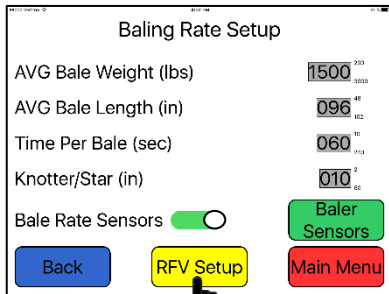 Baling Rate Setup
AVG Bale Weight (lbs) 1500
AVG Bale Length (in) 096
Time Per Bale (sec) 060
Knotter/Star (in) 010
Bale Rate Sensors
Baler Sensors
Back
RFV Setup
Main Menu